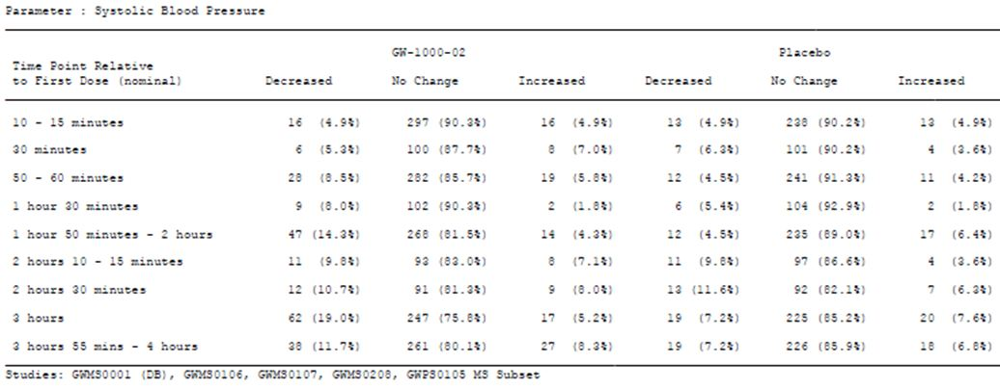 Parameter : Systolic Blood Pressure
GW-1000-02 Placebo
Time Point Relative
to First Dose (nominal) Decreased No Change Increased Decreased No Change Increased
10 - 15 minutes 16 (4.9%) 297 (90.3%) 16 (4.9%) 13 (4.9%) 238 (90.2%) 13 (4.9%)
30 minutes 6 (5.3%) 100 (87.7%) 8 (7.0%) 7 (6.3%) 101 (90.2%) 4 (3.6%)
50 - 60 minutes 28 (8.5%) 282 (85.7%) 19 (5.8%) 12 (4.5%) 241 (91.3%) 11 (4.2%)
1 hour 30 minutes 9 (8.0%) 102 (90.3%) 2 (1.8%) 6 (5.4%) 104 (92.9%) 2 (1.8%)
1 hour 50 minutes - 2 hours 47 (14.3%) 268 (81.5%) 14 (4.3%) 12 (4.5%) 235 (89.0%) 17 (6.4%)
2 hours 10 - 15 minutes 11 (9.8%) 93 (83.0%) 8 (7.1%) 11 (9.8%) 97 (86.6%) 4 (3.6%)
2 hours 30 minutes 12 (10.7%) 91 (81.3%) 9 (8.0%) 13 (11.6%) 92 (82.1%) 7 (6.3%)
3 hours 62 (19.0%) 247 (75.8%) 17 (5.2%) 19 (7.2%) 225 (85.2%) 20 (7.6%)
3 hours 55 mins - 4 hours 38 (11.7%) 261 (80.1%) 27 (8.3%) 19 (7.2%) 226 (85.9%) 18 (6.8%)
Studies: GWMS0001 (DB), GWMS0106, GWMS0107, GWMS0208, GWPS0105 MS Subset